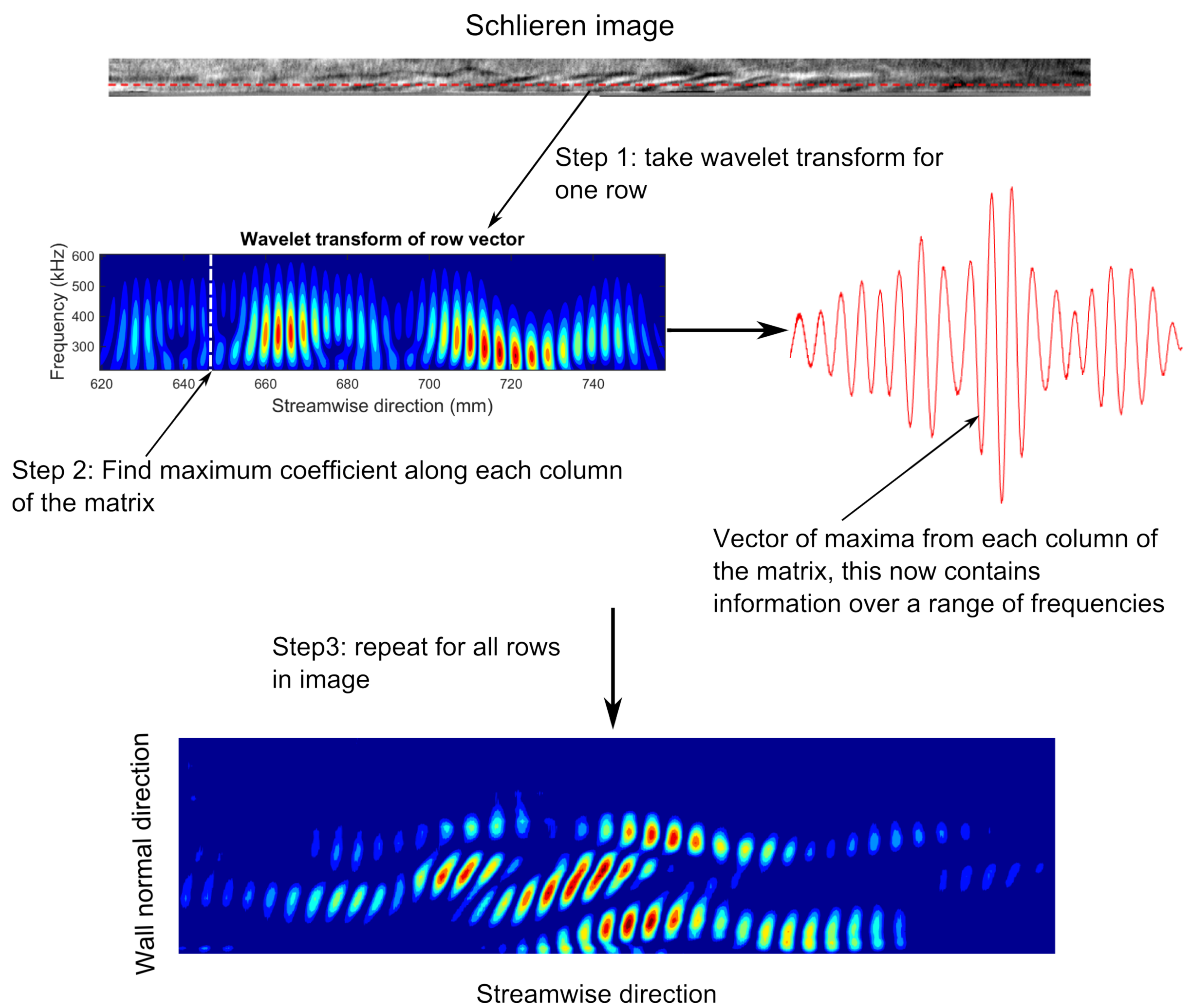 Schlieren image
Step 1: take wavelet transform for
one row
Wavelet transform of row vector
Frequency (kHz)
600
500
400
300
620
640
660
680
700
720
740
Streamwise direction (mm)
Step 2: Find maximum coefficient along each column
of the matrix
Vector of maxima from each column of
the matrix, this now contains
information over a range of frequencies
Step3: repeat for all rows
in image
Wall normal direction
Streamwise direction